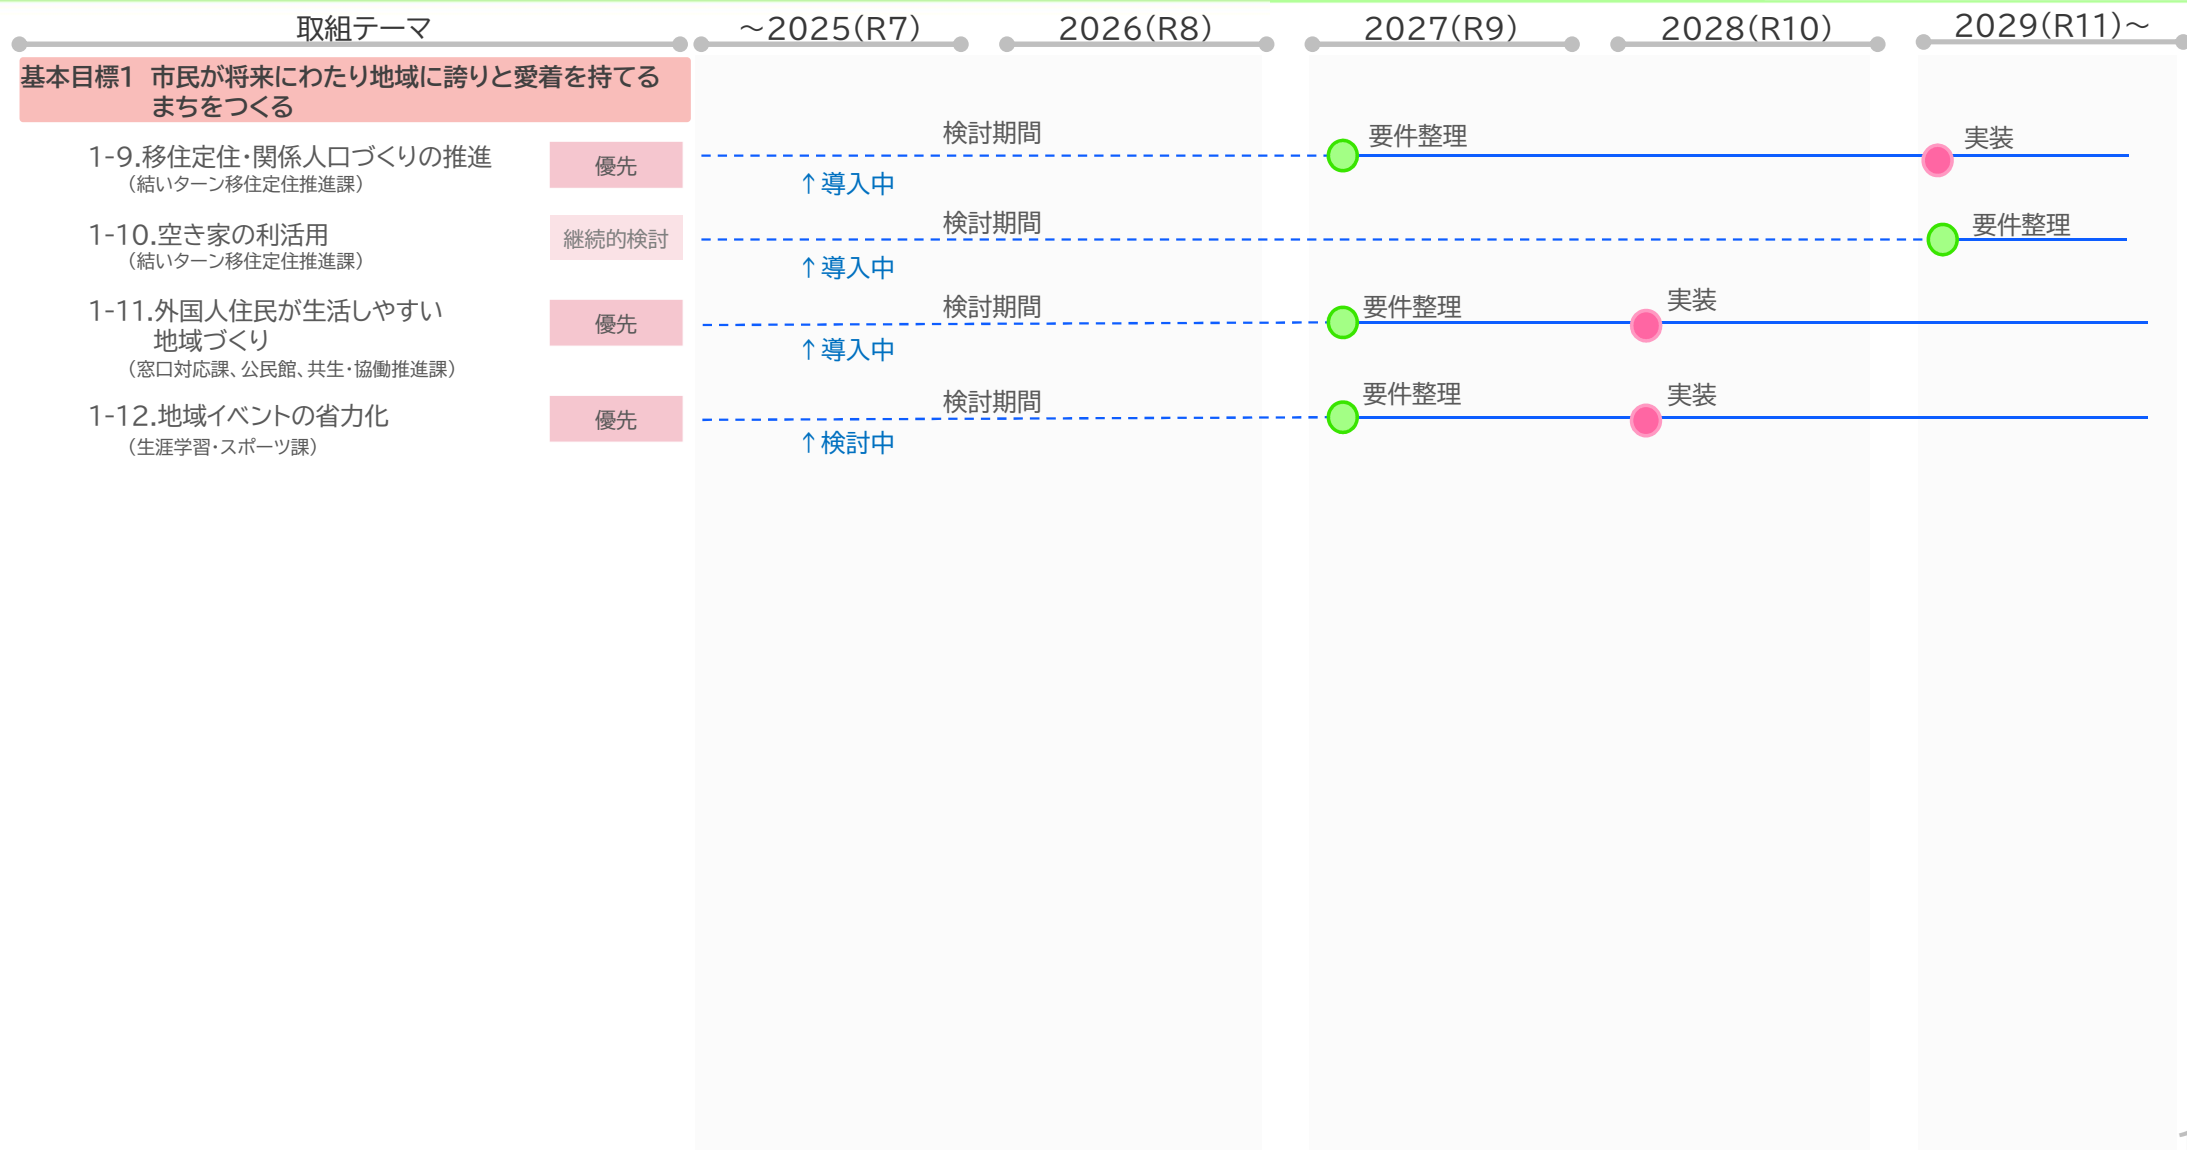 取組テーマ ～2025(R7) 2026(R8) 2027(R9) 2028(R10) 2029(R11)～
基本目標1 市民が将来にわたり地域に誇りと愛着を持てる
まちをつくる
1-9.移住定住・関係人口づくりの推進
（結いターン移住定住推進課）
優先
検討期間
↑導入中
要件整理
実装
1-10.空き家の利活用
（結いターン移住定住推進課）
継続的検討
検討期間
↑導入中
要件整理
1-11.外国人住民が生活しやすい
地域づくり
（窓口対応課、公民館、共生・協働推進課）
優先
検討期間
↑導入中
要件整理
実装
1-12.地域イベントの省力化
（生涯学習・スポーツ課）
優先
検討期間
↑検討中
要件整理
実装